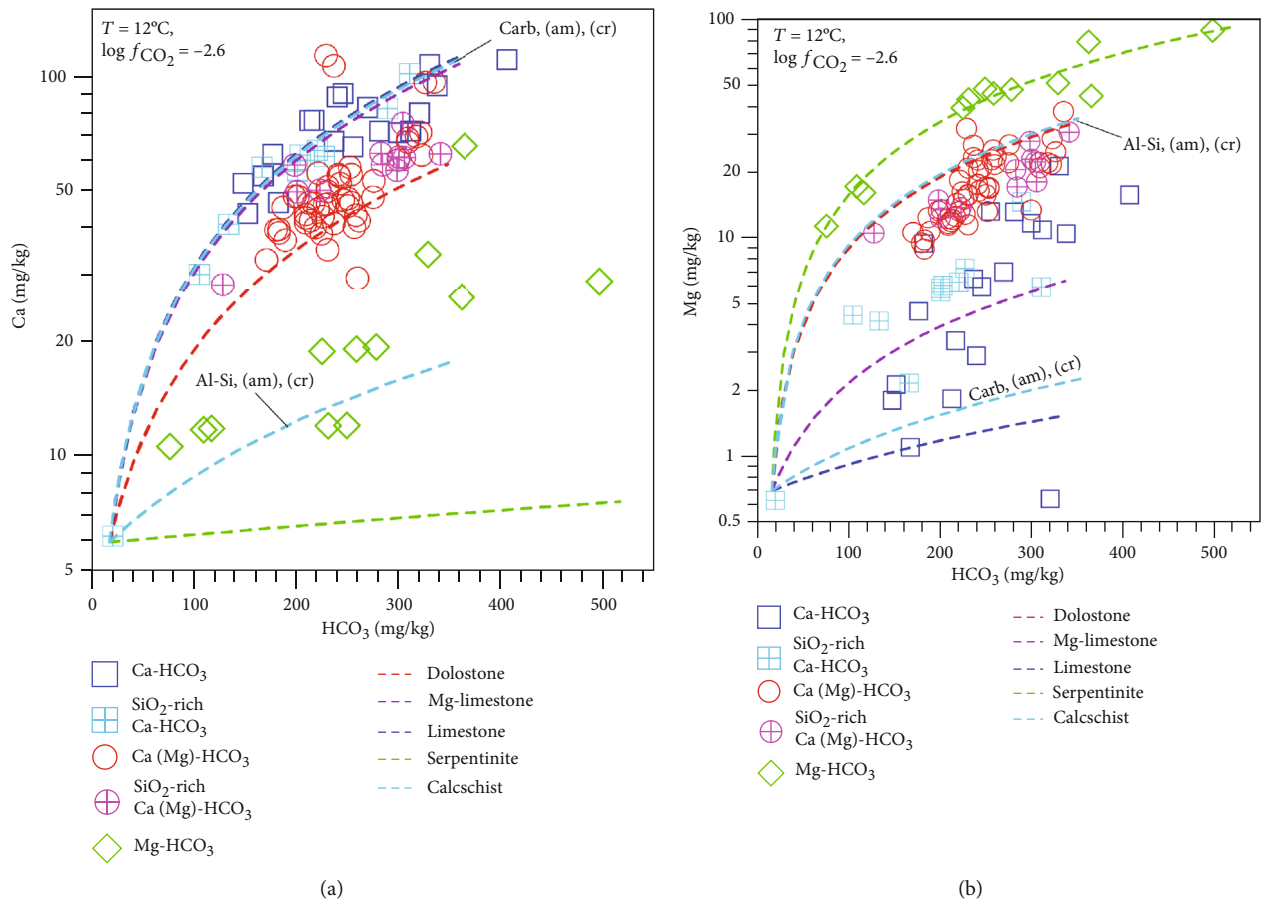 T = 12°C,
log fCO2 = −2.6
Carb, (am), (cr)
Al-Si, (am), (cr)
Ca (mg/kg)
100
50
20
10
5
0 100 200 300 400 500
HCO3 (mg/kg)
Ca-HCO3
SiO2-rich
Ca-HCO3
Ca (Mg)-HCO3
SiO2-rich
Ca (Mg)-HCO3
Mg-HCO3
Dolostone
Mg-limestone
Limestone
Serpentinite
Calcschist
(a)
T = 12°C,
log fCO2 = −2.6
Al-Si, (am), (cr)
Carb, (am), (cr)
Mg (mg/kg)
100
50
20
10
5
2
1
0.5
0 100 200 300 400 500
HCO3 (mg/kg)
Ca-HCO3
SiO2-rich
Ca-HCO3
Ca (Mg)-HCO3
SiO2-rich
Ca (Mg)-HCO3
Mg-HCO3
Dolostone
Mg-limestone
Limestone
Serpentinite
Calcschist
(b)